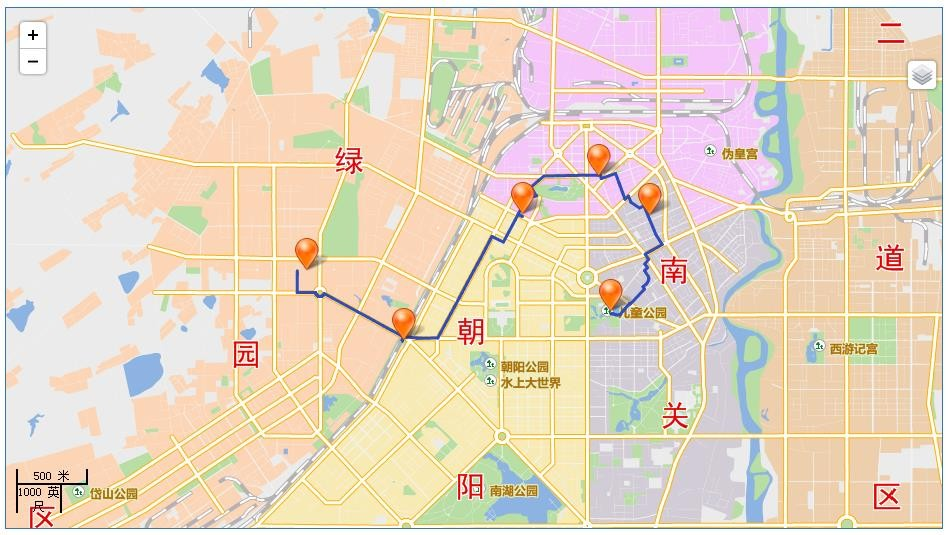 +
−
二
绿
伪皇宫
道
南
儿童公园
朝
西游记宫
园
朝阳公园
水上大世界
关
500 米
1000 英尺
岱山公园
阳
南湖公园
区
区